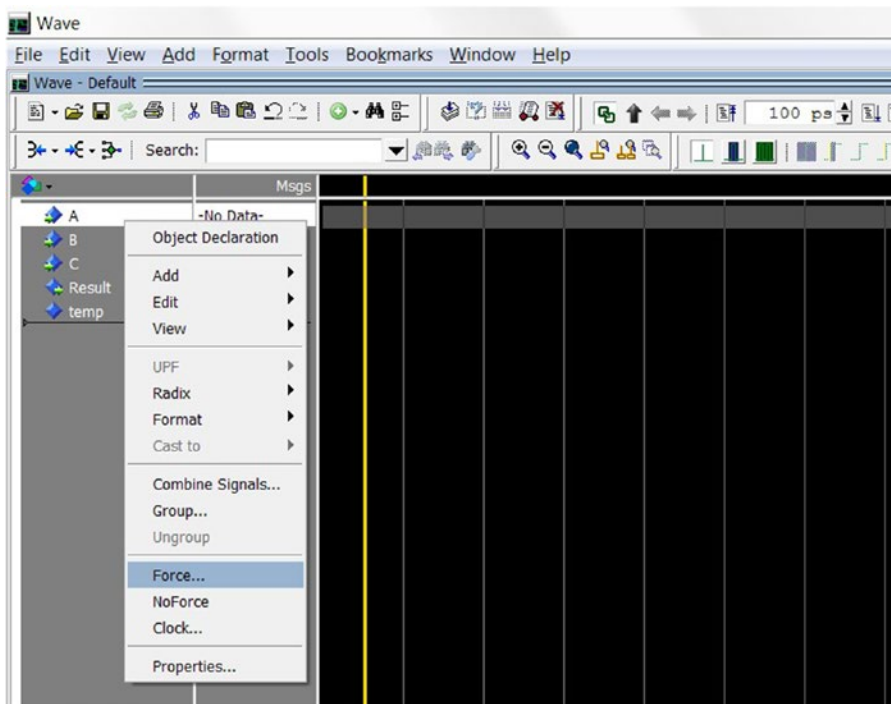 Wave
File Edit View Add Format Tools Bookmarks Window Help
Wave - Default
100 ps
Search:
Msgs
A -No Data-
B
C
Result
temp
Object Declaration
Add
Edit
View
UPF
Radix
Format
Cast to
Combine Signals...
Group...
Ungroup
Force...
NoForce
Clock...
Properties...